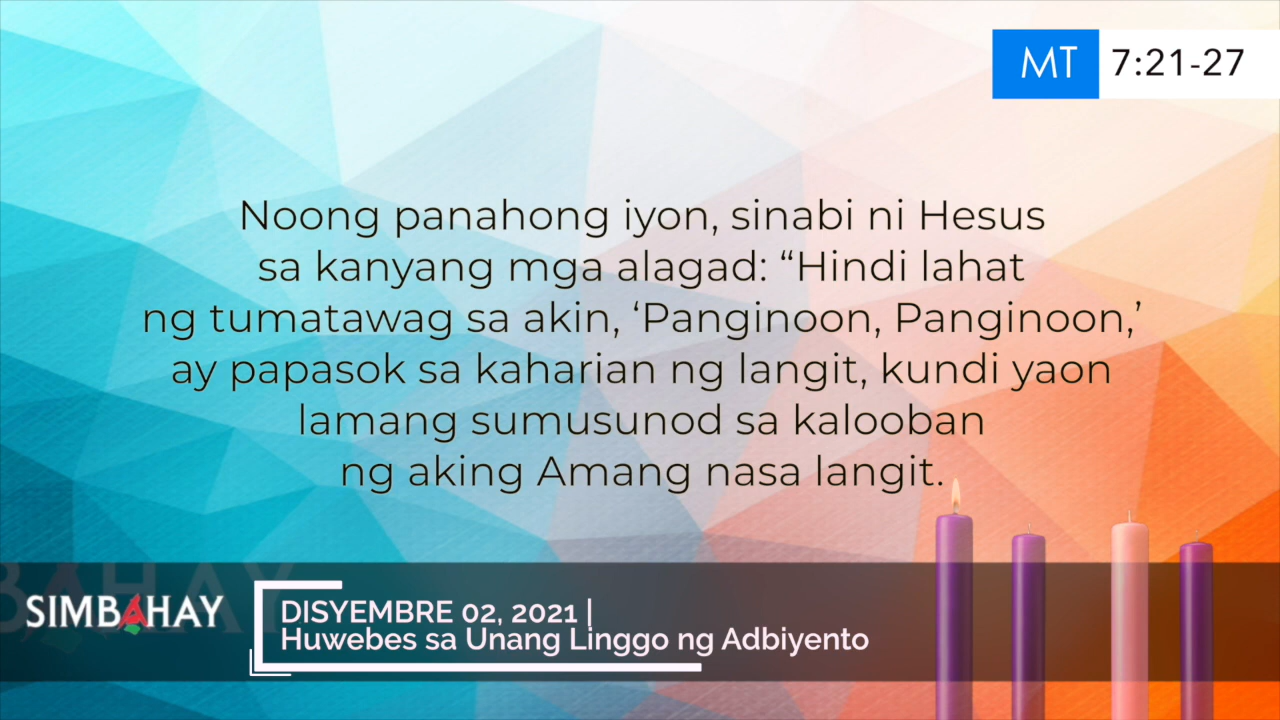 MT 7:21-27
Noong panahong iyon, sinabi ni Hesus
sa kanyang mga alagad: “Hindi lahat
ng tumatawag sa akin, ‘Panginoon, Panginoon,’
ay papasok sa kaharian ng langit, kundi yaon
lamang sumusunod sa kalooban
ng aking Amang nasa langit.
SIMBAHAY
DISYEMBRE 02, 2021 |
Huwebes sa Unang Linggo ng Adbiyento